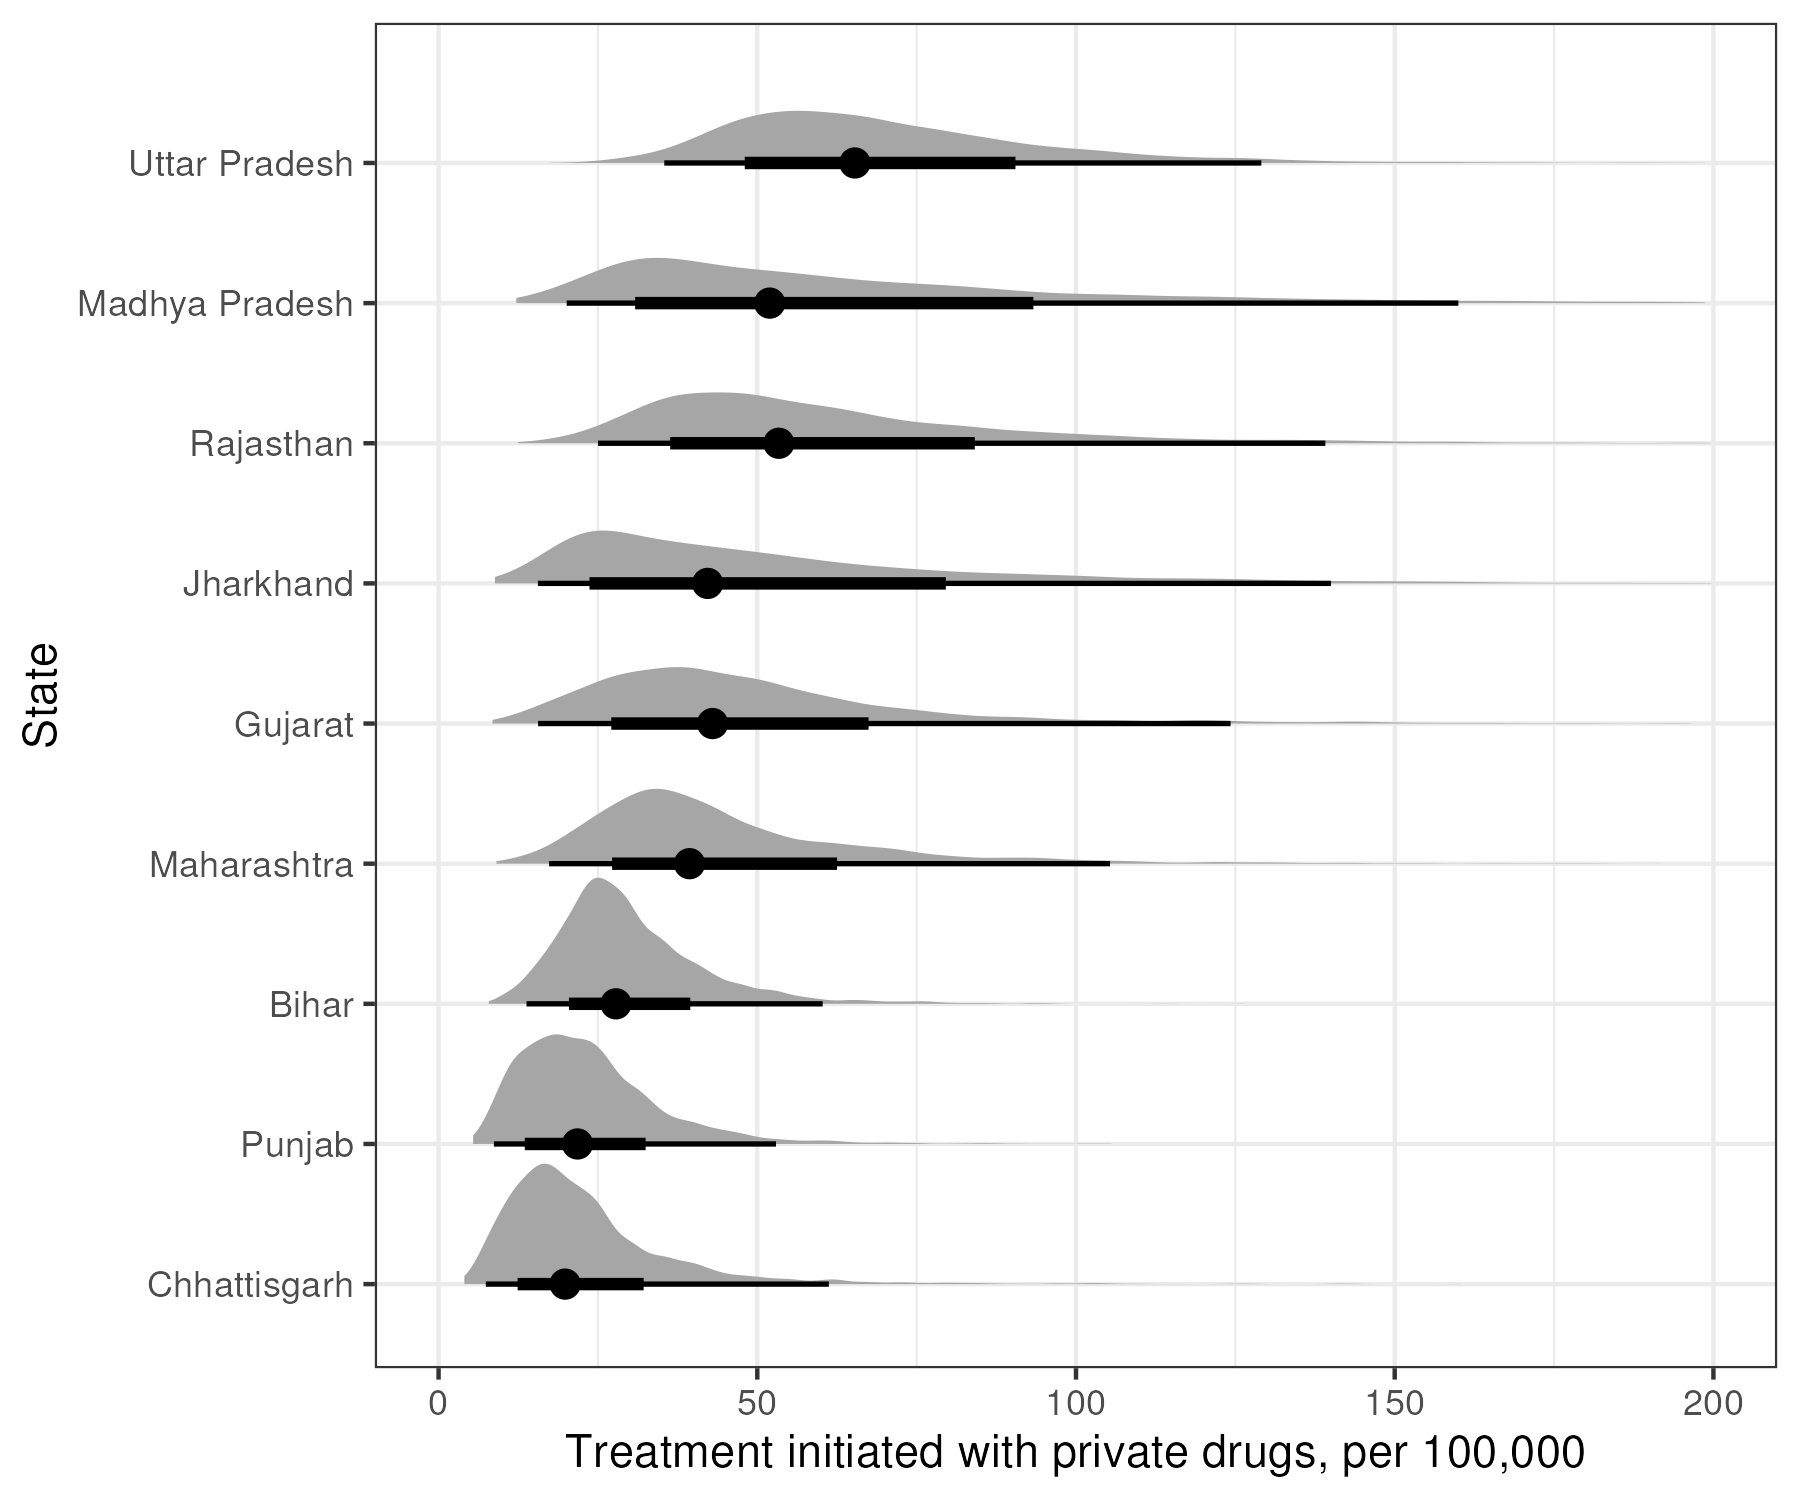 State
Uttar Pradesh
Madhya Pradesh
Rajasthan
Jharkhand
Gujarat
Maharashtra
Bihar
Punjab
Chhattisgarh
0 50 100 150 200
Treatment initiated with private drugs, per 100,000